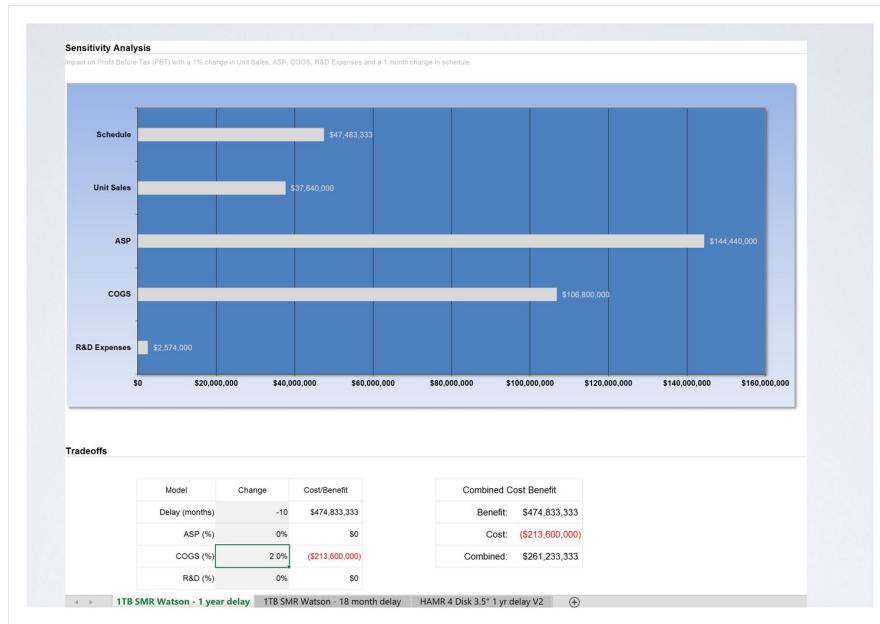 Sensitivity Analysis
Impact on Profit Before Tax (PBT) with a 1% change in Unit Sales, ASP, COGS, R&D Expenses and a 1 month change in schedule
Schedule $47,483,333
Unit Sales $37,640,000
ASP $144,440,000
COGS $106,800,000
R&D Expenses $2,574,000
$0 $20,000,000 $40,000,000 $60,000,000 $80,000,000 $100,000,000 $120,000,000 $140,000,000 $160,000,000
Tradeoffs
Model Change Cost/Benefit
Delay (months) -10 $474,833,333
ASP (%) 0% $0
COGS (%) 2.0% ($213,600,000)
R&D (%) 0% $0
Combined Cost Benefit
Benefit: $474,833,333
Cost: ($213,600,000)
Combined: $261,233,333
1TB SMR Watson - 1 year delay 1TB SMR Watson - 18 month delay HAMR 4 Disk 3.5" 1 yr delay V2